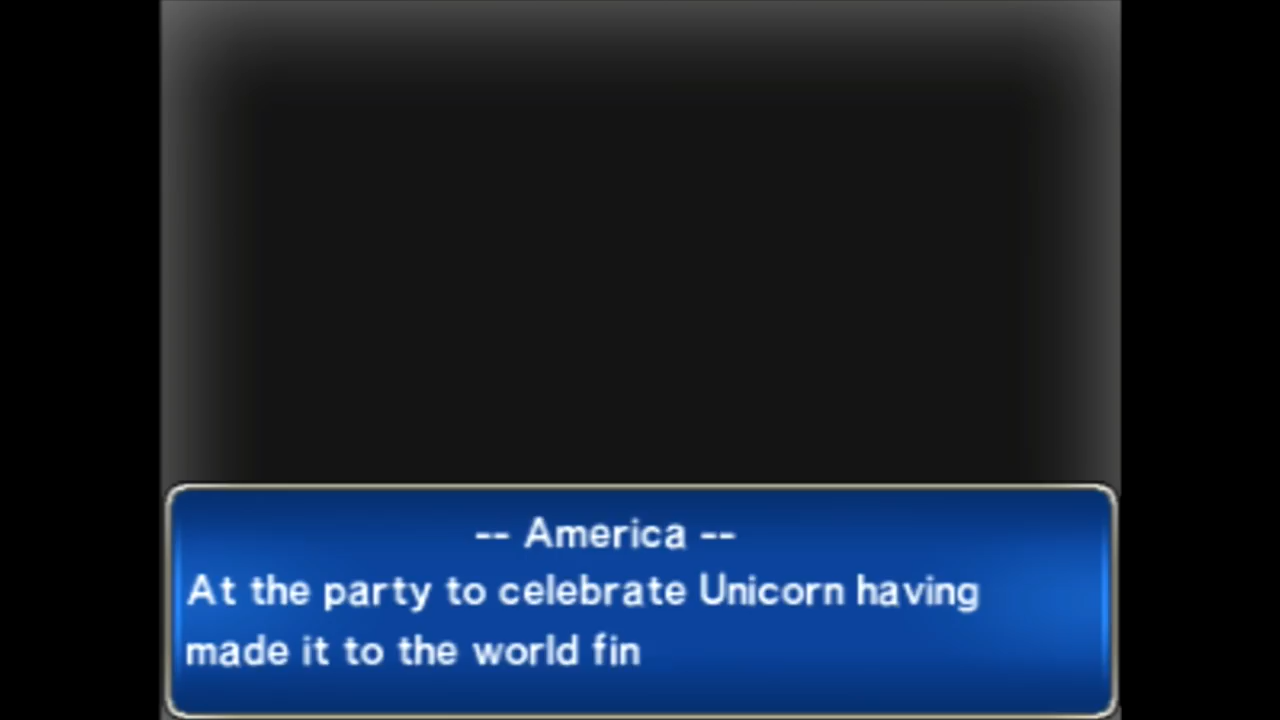 -- America --
At the party to celebrate Unicorn having
made it to the world fin